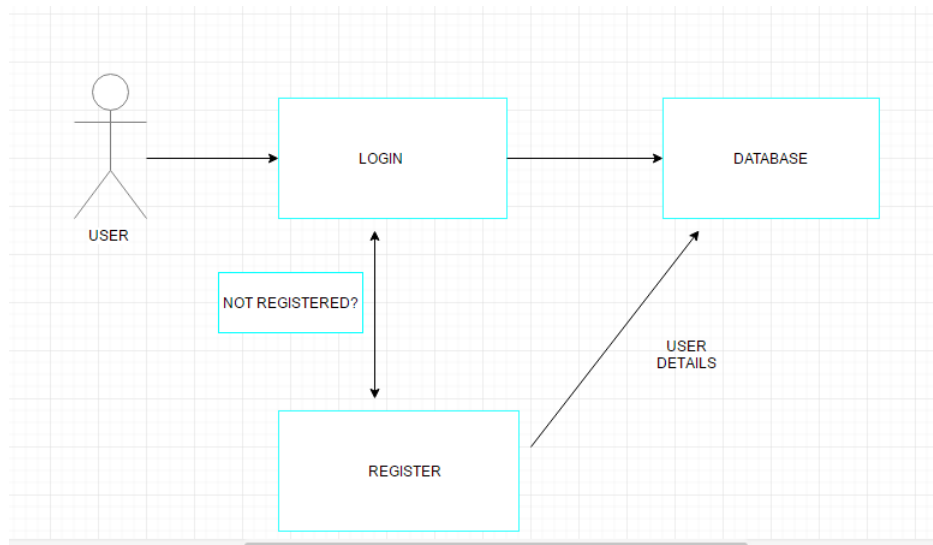 LOGIN
DATABASE
USER
NOT REGISTERED?
USER
DETAILS
REGISTER